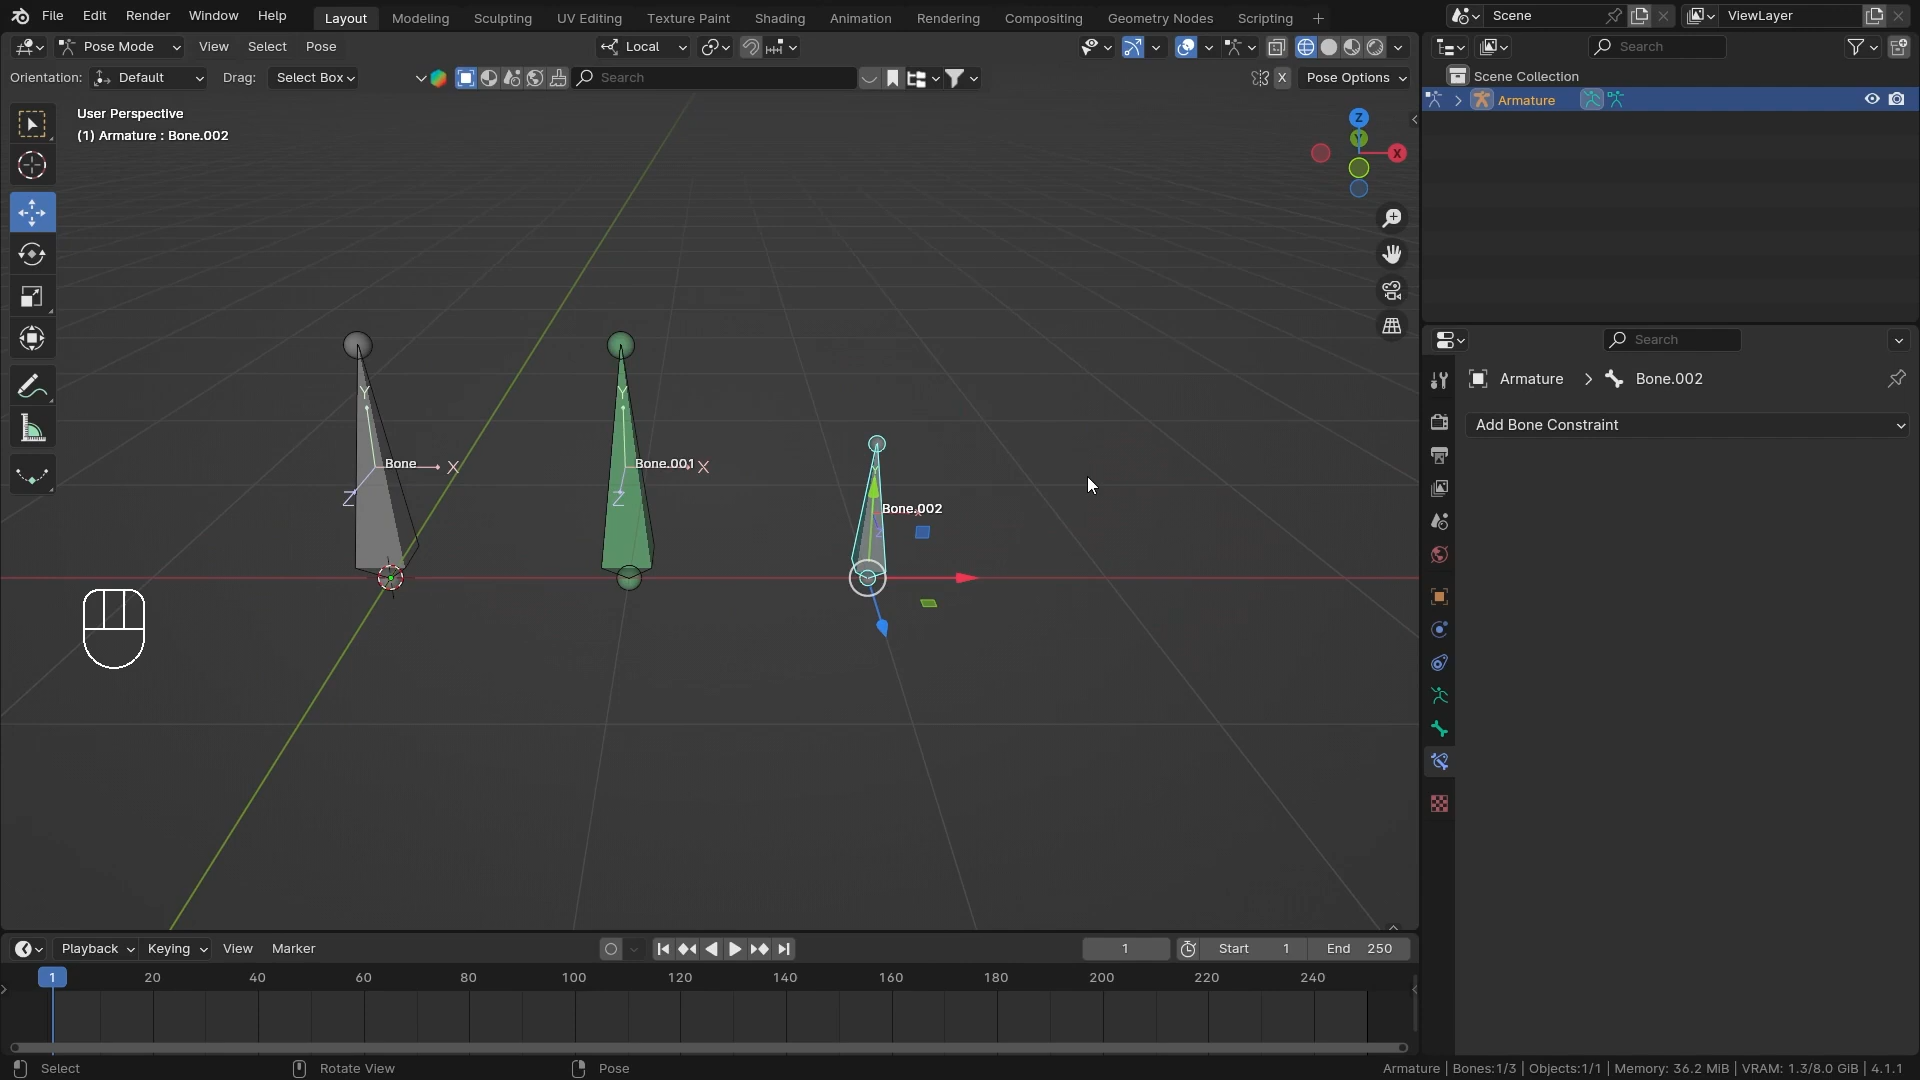 File Edit Render Window Help Layout Modeling Sculpting UV Editing Texture Paint Shading Animation Rendering Compositing Geometry Nodes Scripting + Scene ViewLayer
Pose Mode View Select Pose Local Search
Orientation: Default Drag: Select Box Search X Pose Options
Scene Collection
Armature
User Perspective
(1) Armature : Bone.002
Z
Y
X
Search
Armature > Bone.002
Add Bone Constraint
Y
Y
Bone X
Bone.001 X
Z
Z
Y
Bone.002
X
Z
Playback Keying View Marker 1 Start 1 End 250
1 20 40 60 80 100 120 140 160 180 200 220 240
Select Rotate View Pose Armature | Bones:1/3 | Objects:1/1 | Memory: 36.2 MiB | VRAM: 1.3/8.0 GiB | 4.1.1